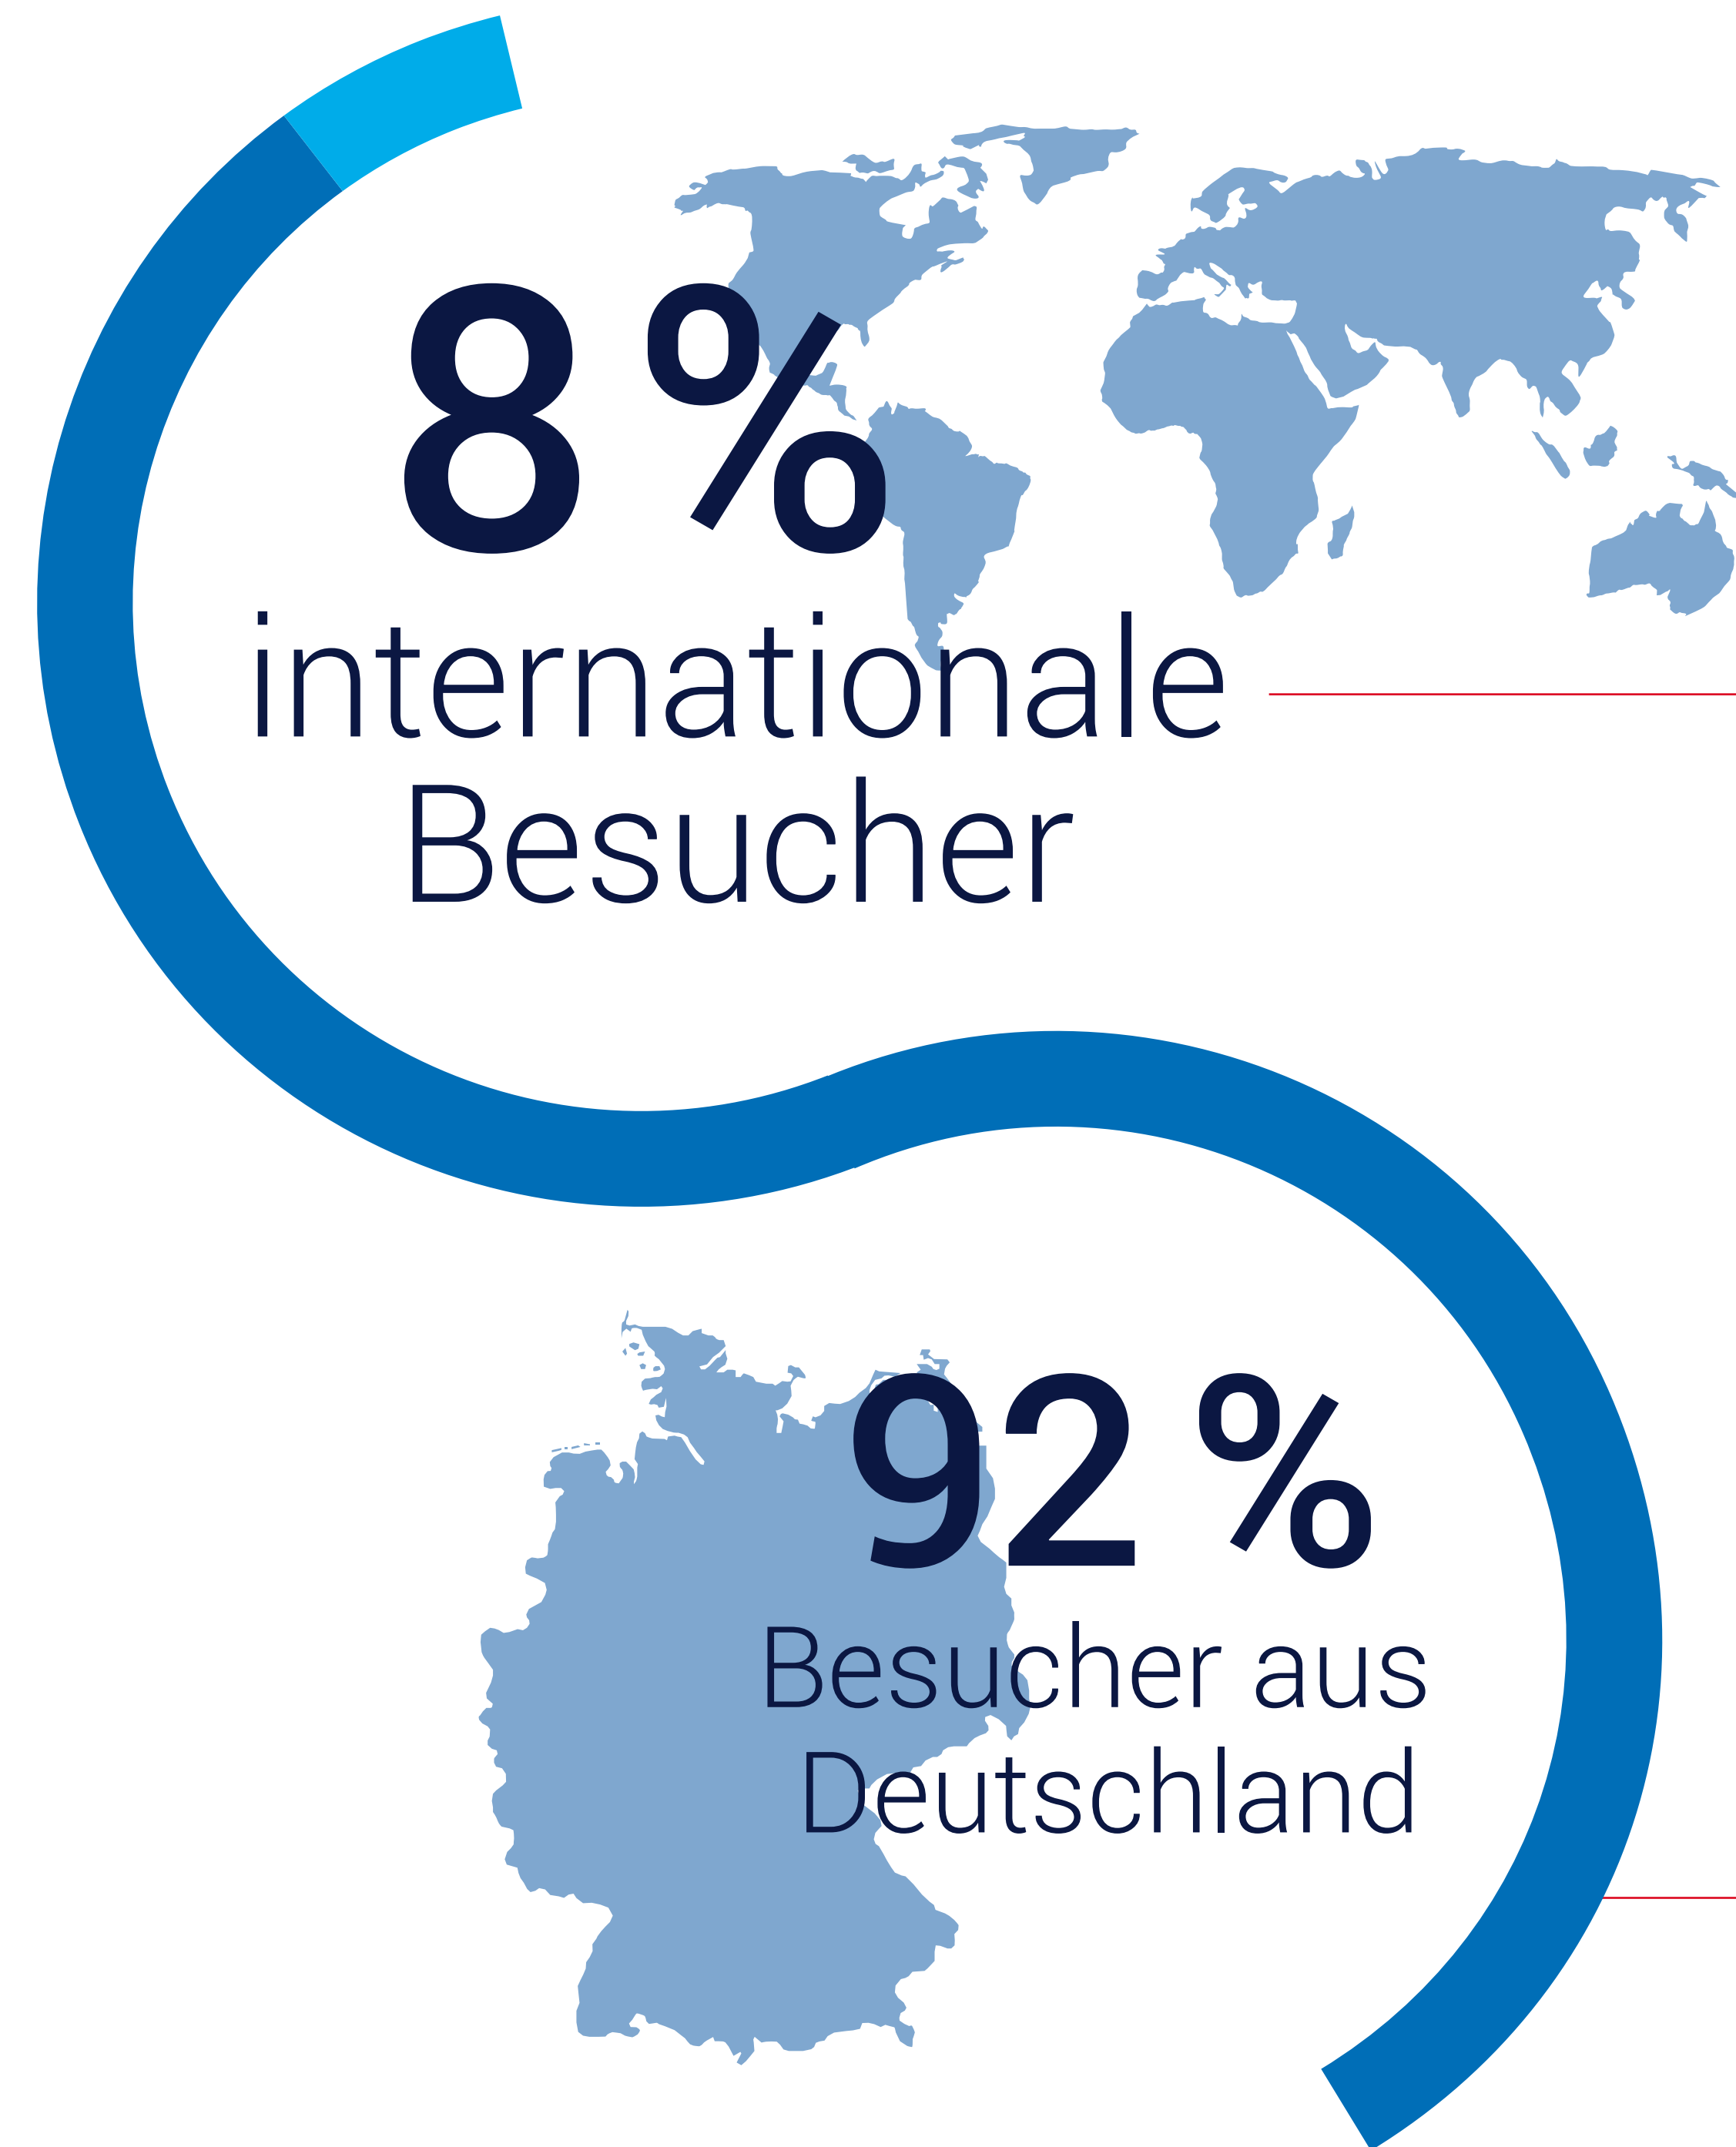 8 %
internationale
Besucher
92 %
Besucher aus
Deutschland